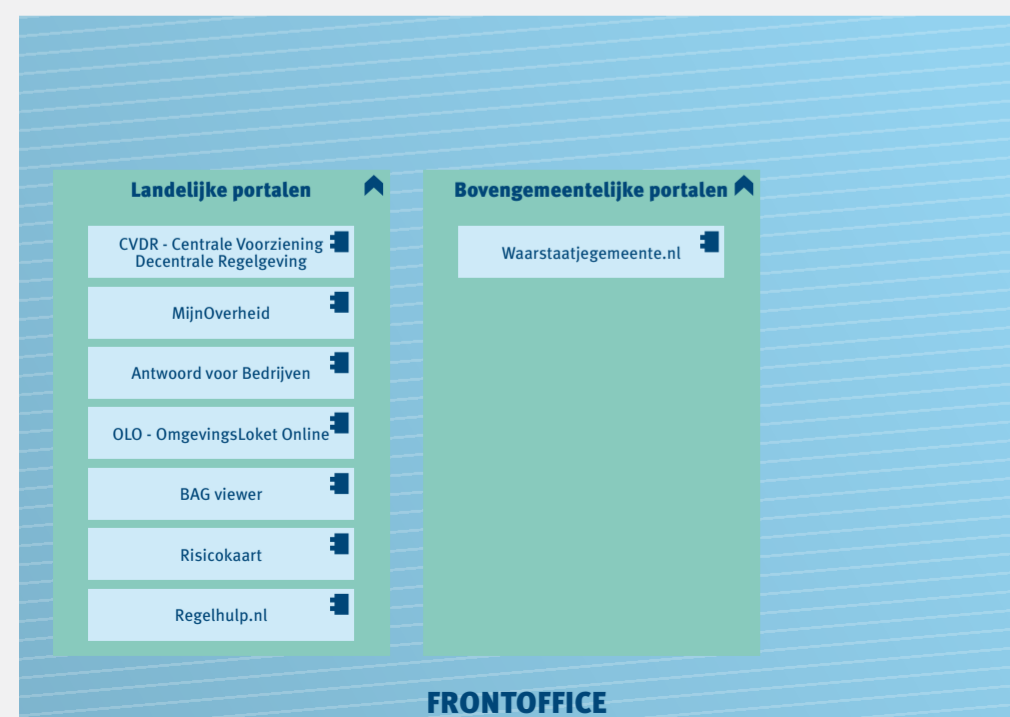 Landelijke portalen
CVDR - Centrale Voorziening
Decentrale Regelgeving
MijnOverheid
Antwoord voor Bedrijven
OLO - OmgevingsLoket Online
BAG viewer
Risicokaart
Regelhulp.nl
Bovengemeentelijke portalen
Waarstaatjegemeente.nl
FRONTOFFICE